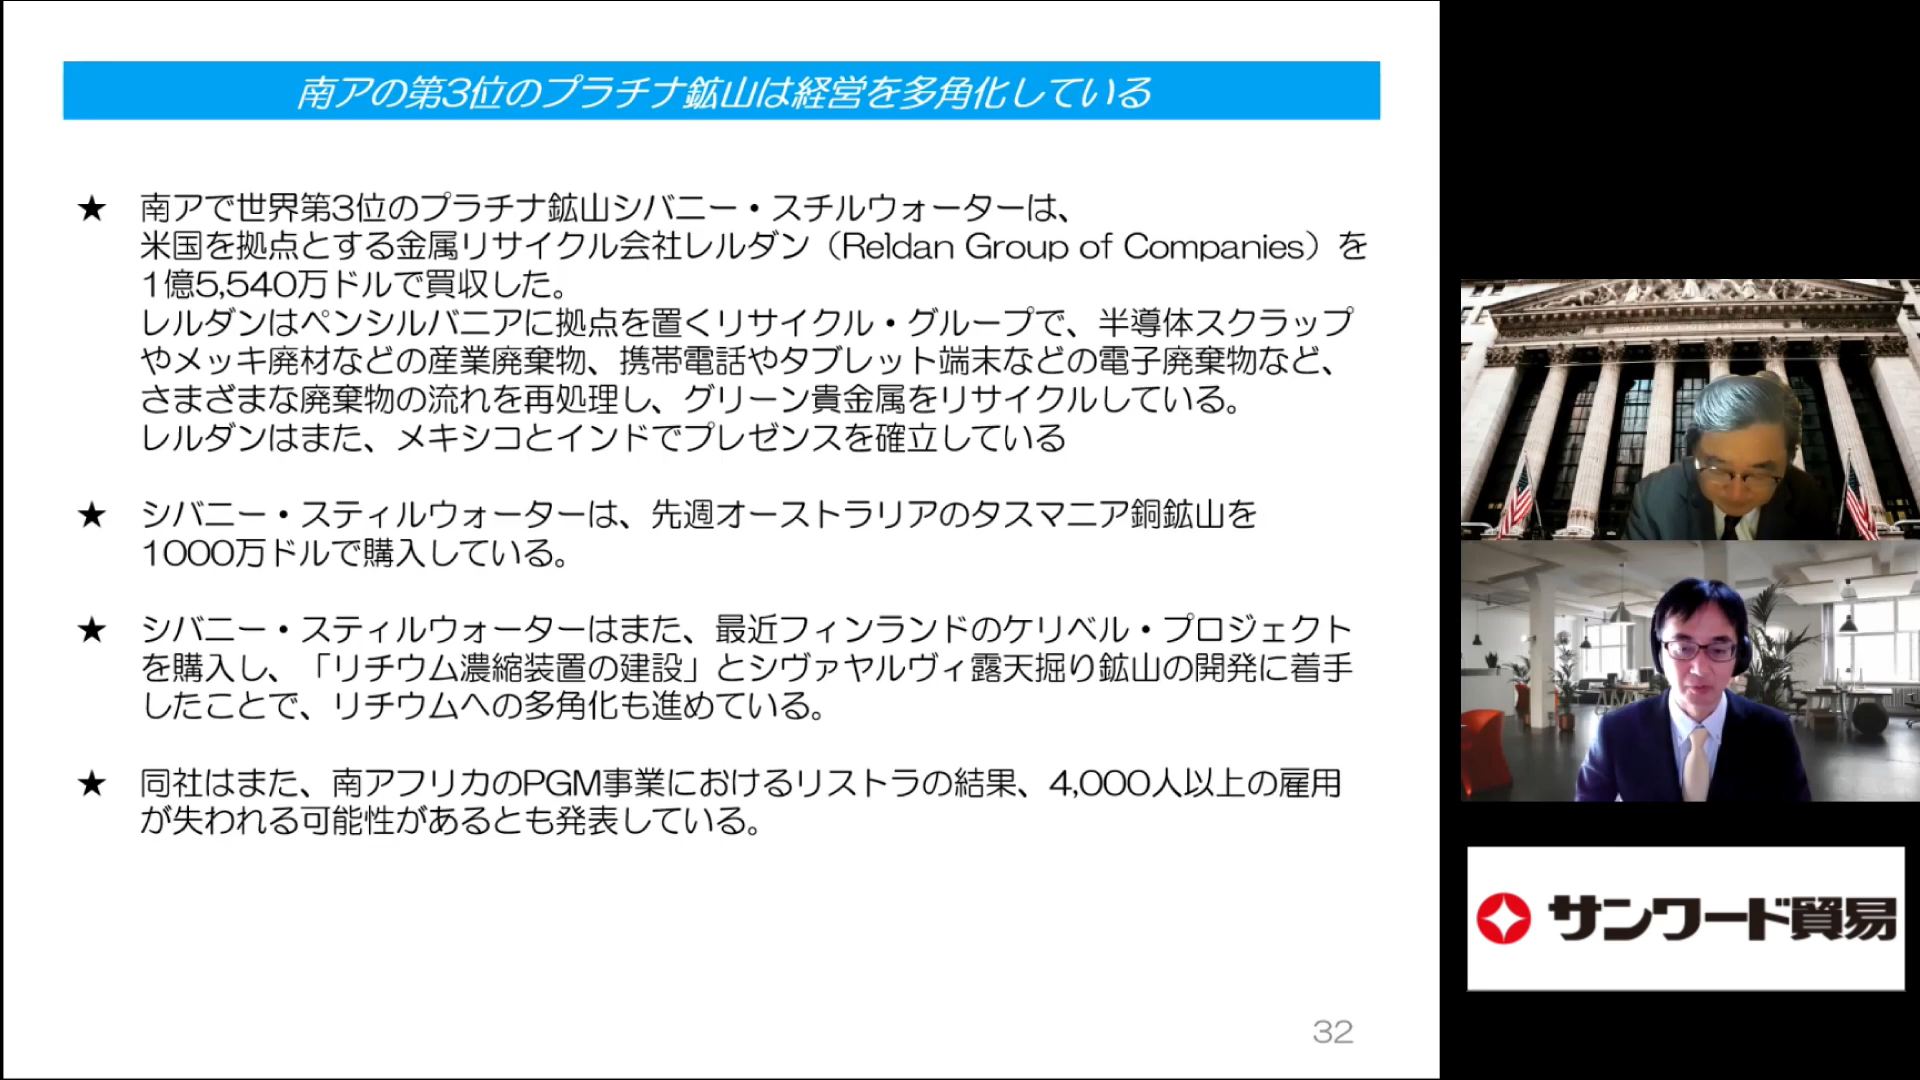 南アの第3位のプラチナ鉱山は経営を多角化している
★ 南アで世界第3位のプラチナ鉱山シバニー・スチルウォーターは、
米国を拠点とする金属リサイクル会社レルダン（Reldan Group of Companies）を
1億5,540万ドルで買収した。
レルダンはペンシルバニアに拠点を置くリサイクル・グループで、半導体スクラップ
やメッキ廃材などの産業廃棄物、携帯電話やタブレット端末などの電子廃棄物など、
さまざまな廃棄物の流れを再処理し、グリーン貴金属をリサイクルしている。
レルダンはまた、メキシコとインドでプレゼンスを確立している
★ シバニー・スティルウォーターは、先週オーストラリアのタスマニア銅鉱山を
1000万ドルで購入している。
★ シバニー・スティルウォーターはまた、最近フィンランドのケリベル・プロジェクト
を購入し、「リチウム濃縮装置の建設」とシヴァヤルヴィ露天掘り鉱山の開発に着手
したことで、リチウムへの多角化も進めている。
★ 同社はまた、南アフリカのPGM事業におけるリストラの結果、4,000人以上の雇用
が失われる可能性があるとも発表している。
32
サンワード貿易